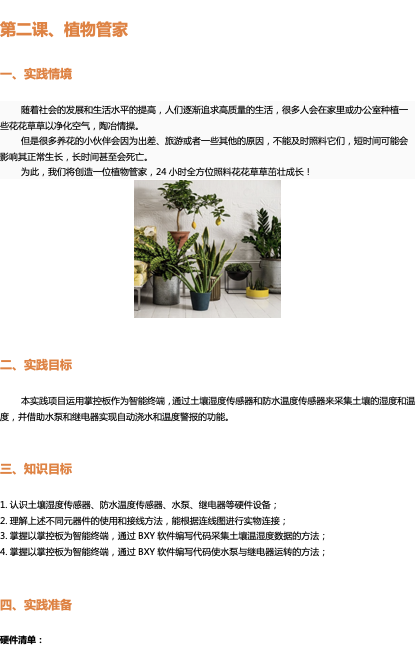 第二课、植物管家
一、实践情境
随着社会的发展和生活水平的提高，人们逐渐追求高质量的生活，很多人会在家里或办公室种植一
些花花草草以净化空气，陶冶情操。
但是很多养花的小伙伴会因为出差、旅游或者一些其他的原因，不能及时照料它们，短时间可能会
影响其正常生长，长时间甚至会死亡。
为此，我们将创造一位植物管家，24 小时全方位照料花花草草茁壮成长！
二、实践目标
本实践项目运用掌控板作为智能终端，通过土壤湿度传感器和防水温度传感器来采集土壤的湿度和温
度，并借助水泵和继电器实现自动浇水和温度警报的功能。
三、知识目标
1. 认识土壤湿度传感器、防水温度传感器、水泵、继电器等硬件设备；
2. 理解上述不同元器件的使用和接线方法，能根据连线图进行实物连接；
3. 掌握以掌控板为智能终端，通过 BXY 软件编写代码采集土壤温湿度数据的方法；
4. 掌握以掌控板为智能终端，通过 BXY 软件编写代码使水泵与继电器运转的方法；
四、实践准备
硬件清单：